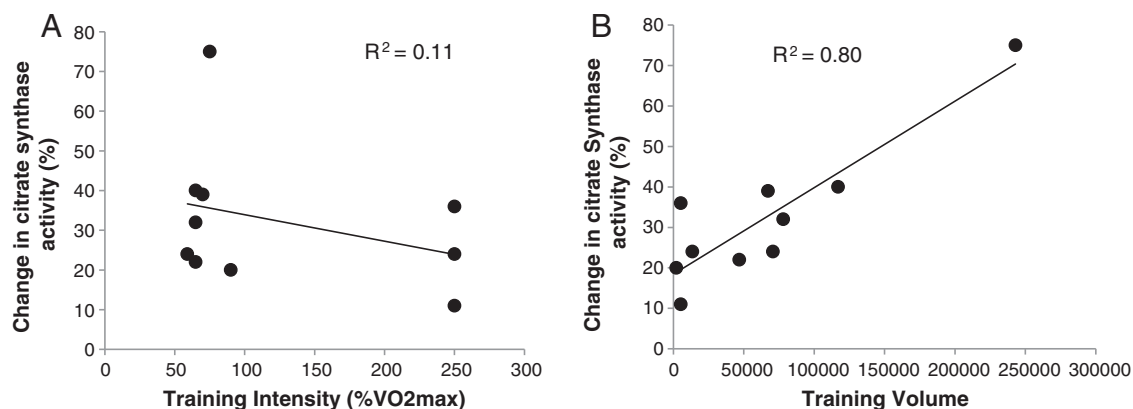 A
R² = 0.11
Change in citrate synthase
activity (%)
80
70
60
50
40
30
20
10
0
0 50 100 150 200 250 300
Training Intensity (%VO2max)
B
R² = 0.80
Change in citrate Synthase
activity (%)
80
70
60
50
40
30
20
10
0
0 50000 100000 150000 200000 250000 300000
Training Volume